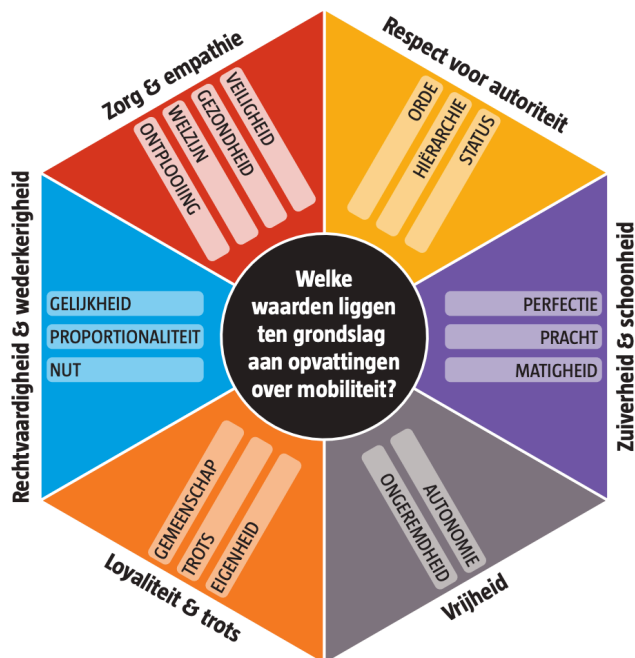 Zorg & empathie
VEILIGHEID
GEZONDHEID
WELZIJN
ONTPLOOIING
Respect voor autoriteit
ORDE
HIËRARCHIE
STATUS
Zuiverheid & schoonheid
PERFECTIE
PRACHT
MATIGHEID
Vrijheid
AUTONOMIE
ONGEREMDHEID
Loyaliteit & trots
GEMEENSCHAP
TROTS
EIGENHEID
Rechtvaardigheid & wederkerigheid
GELIJKHEID
PROPORTIONALITEIT
NUT
Welke
waarden liggen
ten grondslag
aan opvattingen
over mobiliteit?